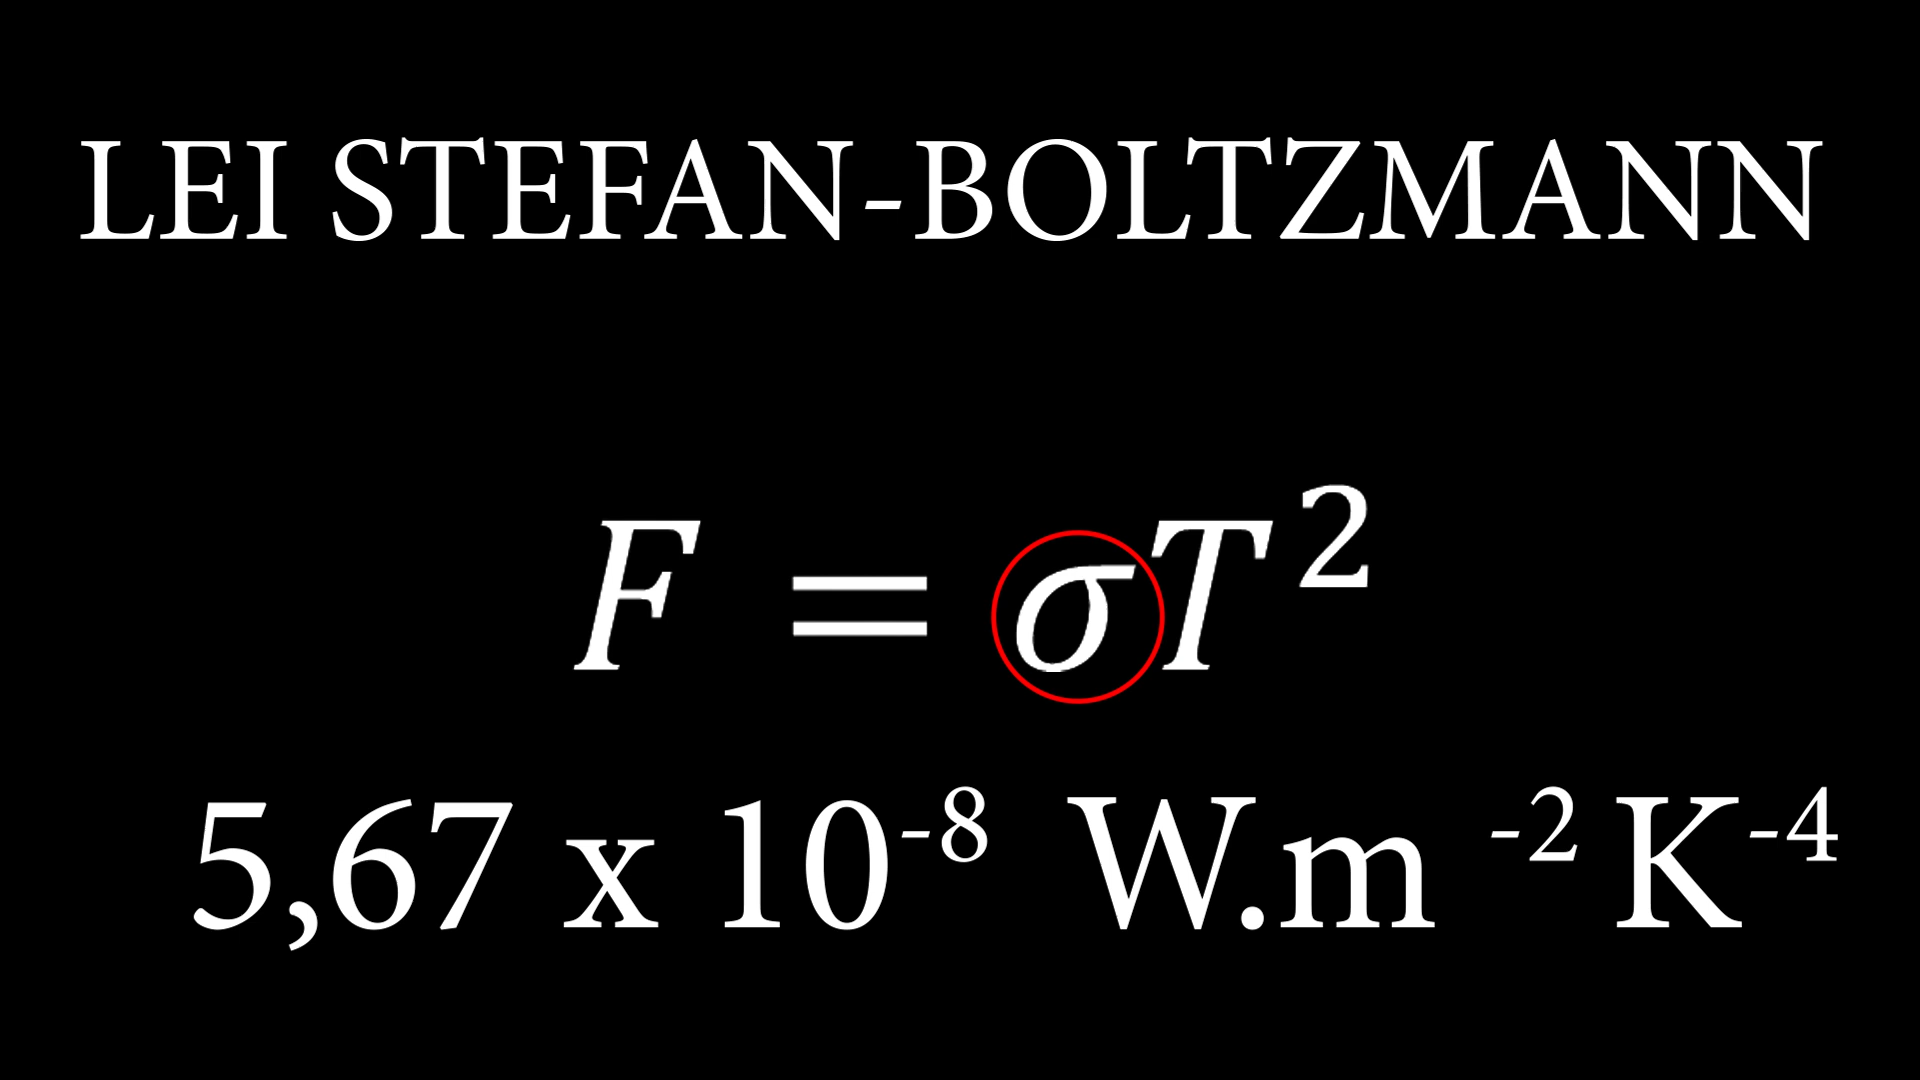 LEI STEFAN-BOLTZMANN
F = σT²
5,67 x 10⁻⁸ W.m ⁻² K⁻⁴